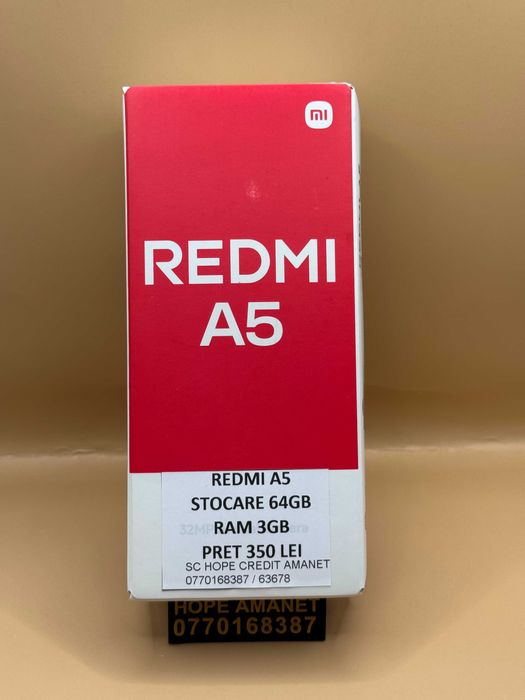 mi
REDMI
A5
REDMI A5
STOCARE 64GB
RAM 3GB
PRET 350 LEI
SC HOPE CREDIT AMANET
0770168387 / 63678
HOPE AMANET
0770168387